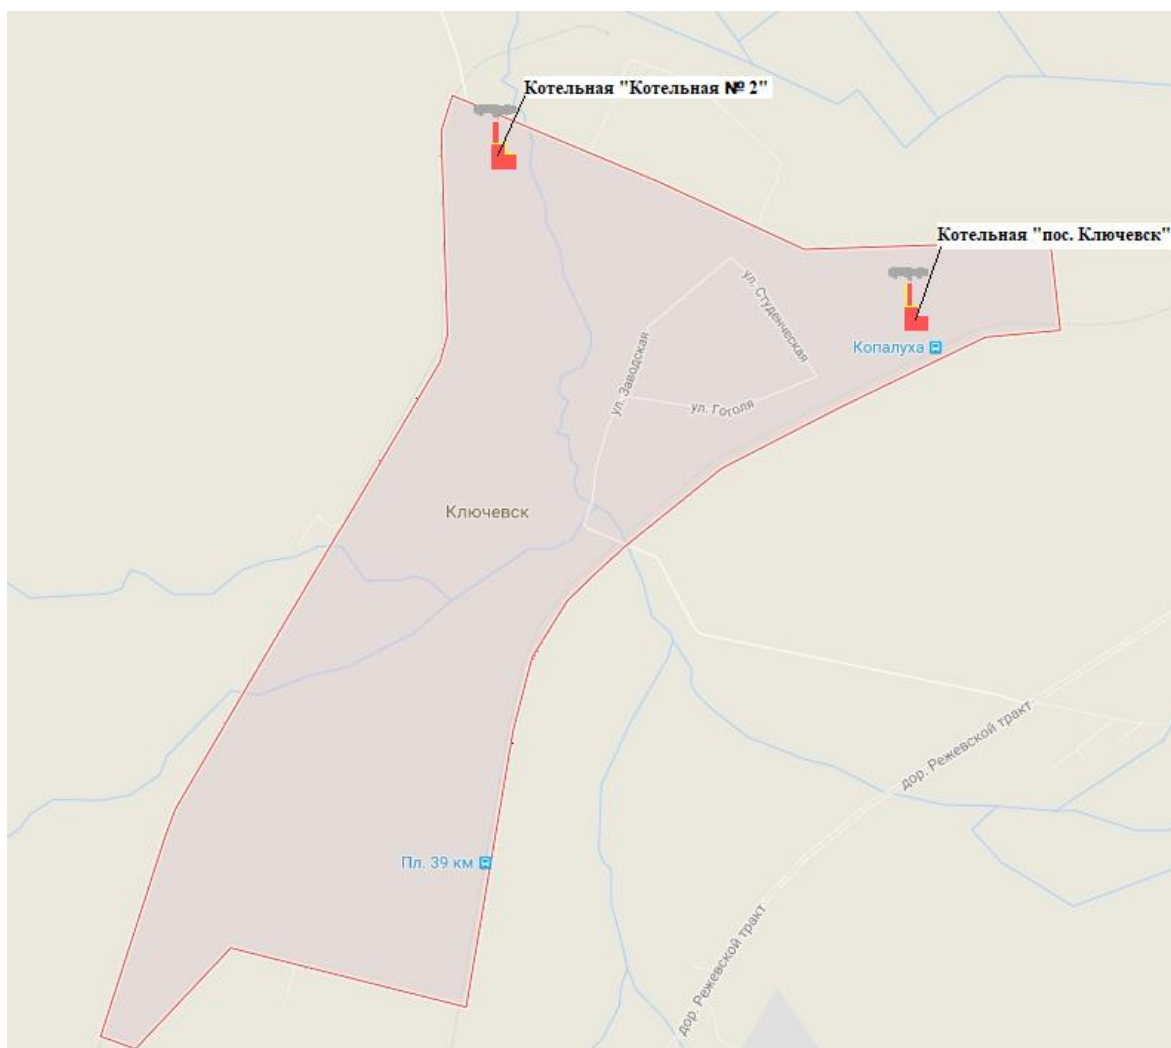 Котельная "Котельная № 2"
Котельная "пос. Ключевск"
ул. Студенческая
Копалуха
ул. Заводская
ул. Гоголя
Ключевск
дор. Режевской тракт
Пл. 39 км
дор. Режевской тракт